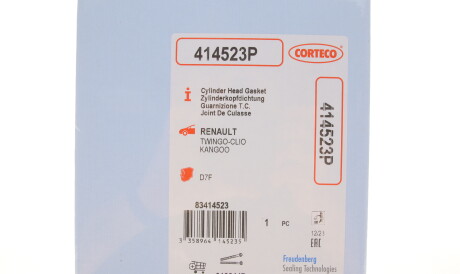 414523P
CORTECO
Cylinder Head Gasket
Zylinderkopfdichtung
Guarnizione T.C.
Joint De Culasse
414523P
RENAULT
TWINGO-CLIO
KANGOO
D7F
83414523
1 PC
3 358964 145235
12/21
EAC
Freudenberg
Sealing Technologies